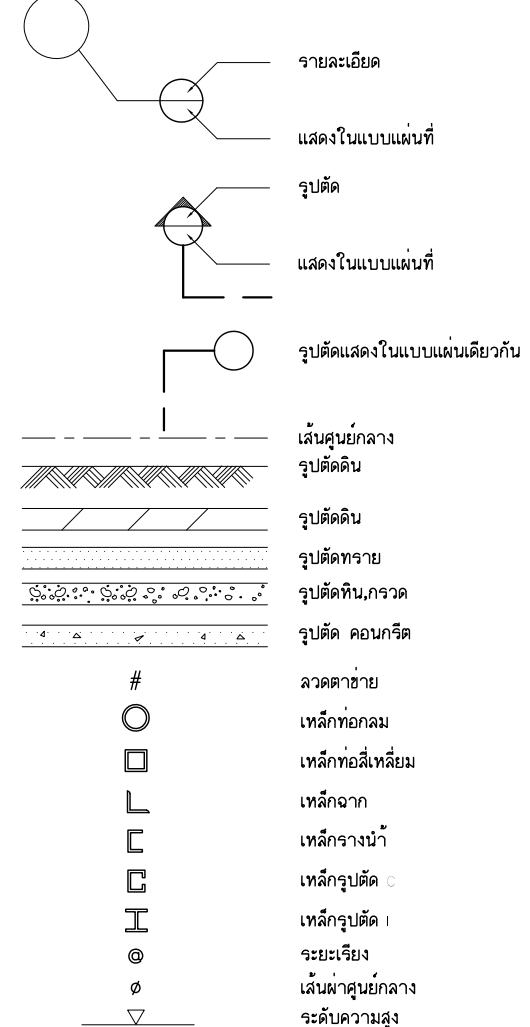 รายละเอียด
แสดงในแบบแผ่นที่
รูปตัด
แสดงในแบบแผ่นที่
รูปตัดแสดงในแบบแผ่นเดียวกัน
เส้นศูนย์กลาง
รูปตัดดิน
รูปตัดดิน
รูปตัดทราย
รูปตัดหิน,กรวด
รูปตัด คอนกรีต
# ลวดตาข่าย
เหล็กท่อกลม
เหล็กท่อสี่เหลี่ยม
เหล็กฉาก
เหล็กรางน้ำ
เหล็กรูปตัด C
เหล็กรูปตัด I
@ ระยะเรียง
ø เส้นผ่าศูนย์กลาง
ระดับความสูง